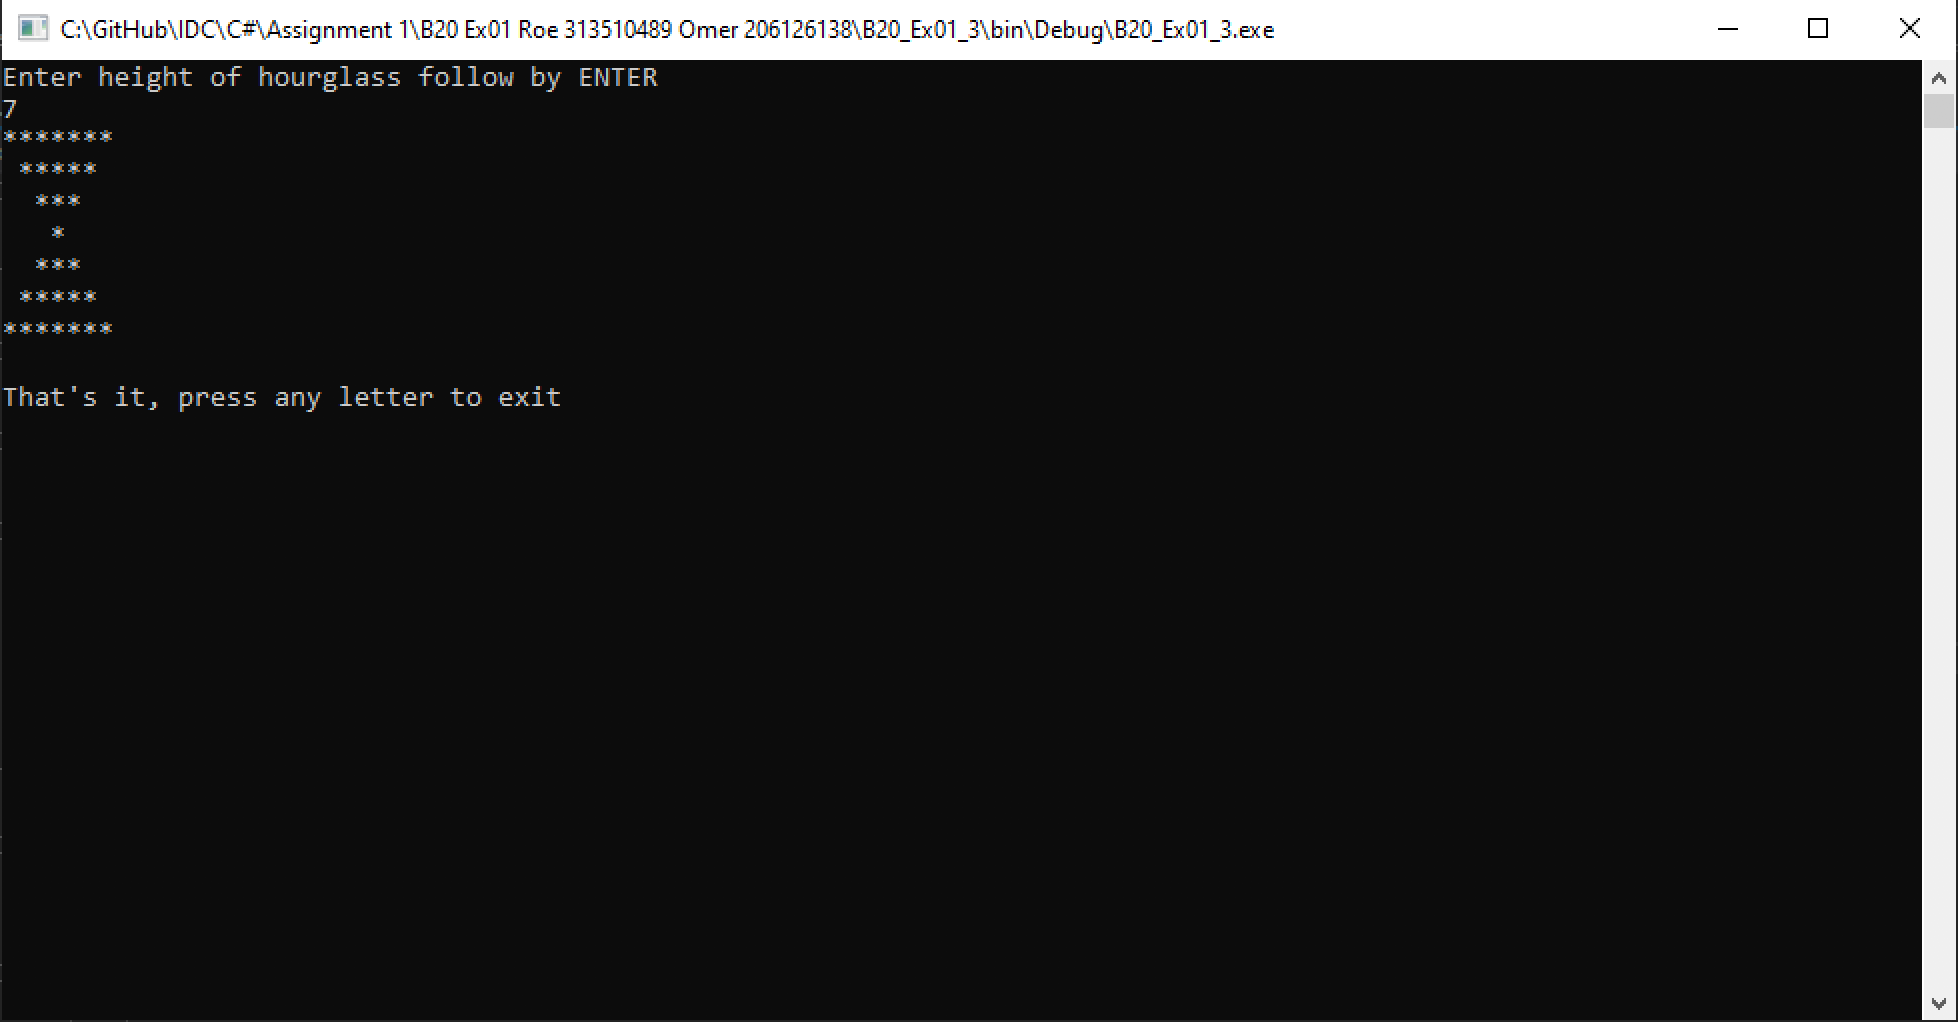 C:\GitHub\IDC\C#\Assignment 1\B20 Ex01 Roe 313510489 Omer 206126138\B20_Ex01_3\bin\Debug\B20_Ex01_3.exe
Enter height of hourglass follow by ENTER
7
*******
 *****
  ***
   *
  ***
 *****
*******
That's it, press any letter to exit